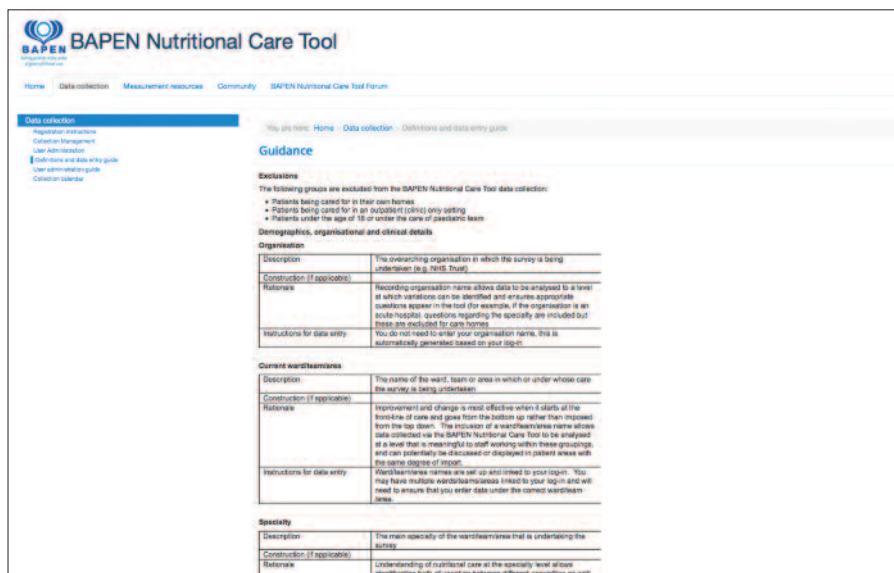 BAPEN
BAPEN Nutritional Care Tool
Home Data collection Measurement resources Community BAPEN Nutritional Care Tool Forum
Data collection
Registration instructions
Collection Management
User Administration
Definitions and data entry guide
User administration guide
Collection calendar
You are here: Home Data collection Definitions and data entry guide
Guidance
Exclusions
The following groups are excluded from the BAPEN Nutritional Care Tool data collection:
• Patients being cared for in their own homes
• Patients being cared for in an outpatient (clinic) only setting
• Patients under the age of 18 or under the care of paediatric team
Demographics, organisational and clinical details
Organisation
Description The overarching organisation in which the survey is being
undertaken (e.g. NHS Trust)
Construction (if applicable)
Rationale Recording organisation name allows data to be analysed to a level
at which variations can be identified and ensures appropriate
questions appear in the tool (for example, if the organisation is an
acute hospital, questions regarding the specialty are included but
these are excluded for care homes
Instructions for data entry You do not need to enter your organisation name, this is
automatically generated based on your log-in
Current ward/team/area
Description The name of the ward, team or area in which or under whose care
the survey is being undertaken
Construction (if applicable)
Rationale Improvement and change is most effective when it starts at the
front-line of care and goes from the bottom up rather than imposed
from the top down. The inclusion of a ward/team/area name allows
data collected via the BAPEN Nutritional Care Tool to be analysed
at a level that is meaningful to staff working within these groupings,
and can potentially be discussed or displayed in patient areas with
the same degree of import.
Instructions for data entry Ward/team/area names are set up and linked to your log-in. You
may have multiple wards/teams/areas linked to your log-in and will
need to ensure that you enter data under the correct ward/team
/area.
Specialty
Description The main specialty of the ward/team/area that is undertaking the
survey
Construction (if applicable)
Rationale Understanding of nutritional care at the specialty level allows